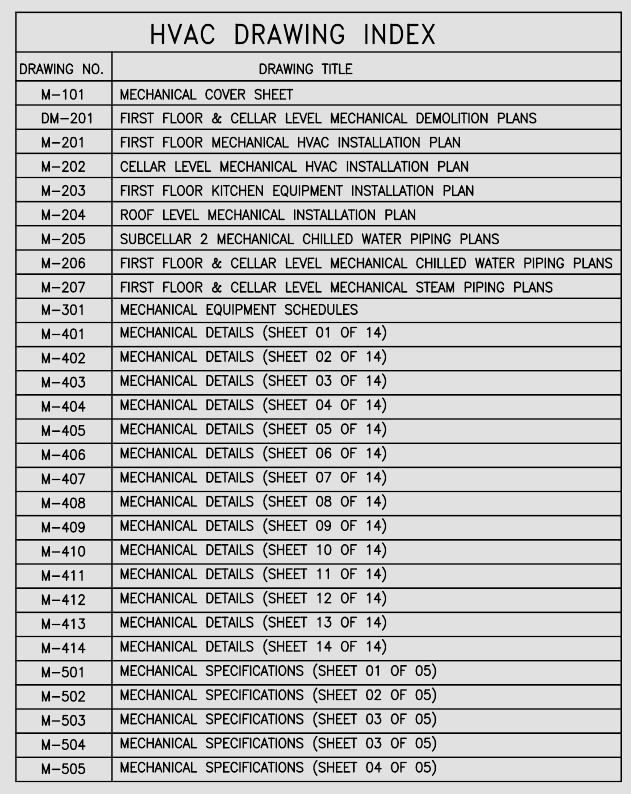 HVAC DRAWING INDEX
DRAWING NO. DRAWING TITLE
M-101 MECHANICAL COVER SHEET
DM-201 FIRST FLOOR & CELLAR LEVEL MECHANICAL DEMOLITION PLANS
M-201 FIRST FLOOR MECHANICAL HVAC INSTALLATION PLAN
M-202 CELLAR LEVEL MECHANICAL HVAC INSTALLATION PLAN
M-203 FIRST FLOOR KITCHEN EQUIPMENT INSTALLATION PLAN
M-204 ROOF LEVEL MECHANICAL INSTALLATION PLAN
M-205 SUBCELLAR 2 MECHANICAL CHILLED WATER PIPING PLANS
M-206 FIRST FLOOR & CELLAR LEVEL MECHANICAL CHILLED WATER PIPING PLANS
M-207 FIRST FLOOR & CELLAR LEVEL MECHANICAL STEAM PIPING PLANS
M-301 MECHANICAL EQUIPMENT SCHEDULES
M-401 MECHANICAL DETAILS (SHEET 01 OF 14)
M-402 MECHANICAL DETAILS (SHEET 02 OF 14)
M-403 MECHANICAL DETAILS (SHEET 03 OF 14)
M-404 MECHANICAL DETAILS (SHEET 04 OF 14)
M-405 MECHANICAL DETAILS (SHEET 05 OF 14)
M-406 MECHANICAL DETAILS (SHEET 06 OF 14)
M-407 MECHANICAL DETAILS (SHEET 07 OF 14)
M-408 MECHANICAL DETAILS (SHEET 08 OF 14)
M-409 MECHANICAL DETAILS (SHEET 09 OF 14)
M-410 MECHANICAL DETAILS (SHEET 10 OF 14)
M-411 MECHANICAL DETAILS (SHEET 11 OF 14)
M-412 MECHANICAL DETAILS (SHEET 12 OF 14)
M-413 MECHANICAL DETAILS (SHEET 13 OF 14)
M-414 MECHANICAL DETAILS (SHEET 14 OF 14)
M-501 MECHANICAL SPECIFICATIONS (SHEET 01 OF 05)
M-502 MECHANICAL SPECIFICATIONS (SHEET 02 OF 05)
M-503 MECHANICAL SPECIFICATIONS (SHEET 03 OF 05)
M-504 MECHANICAL SPECIFICATIONS (SHEET 03 OF 05)
M-505 MECHANICAL SPECIFICATIONS (SHEET 04 OF 05)